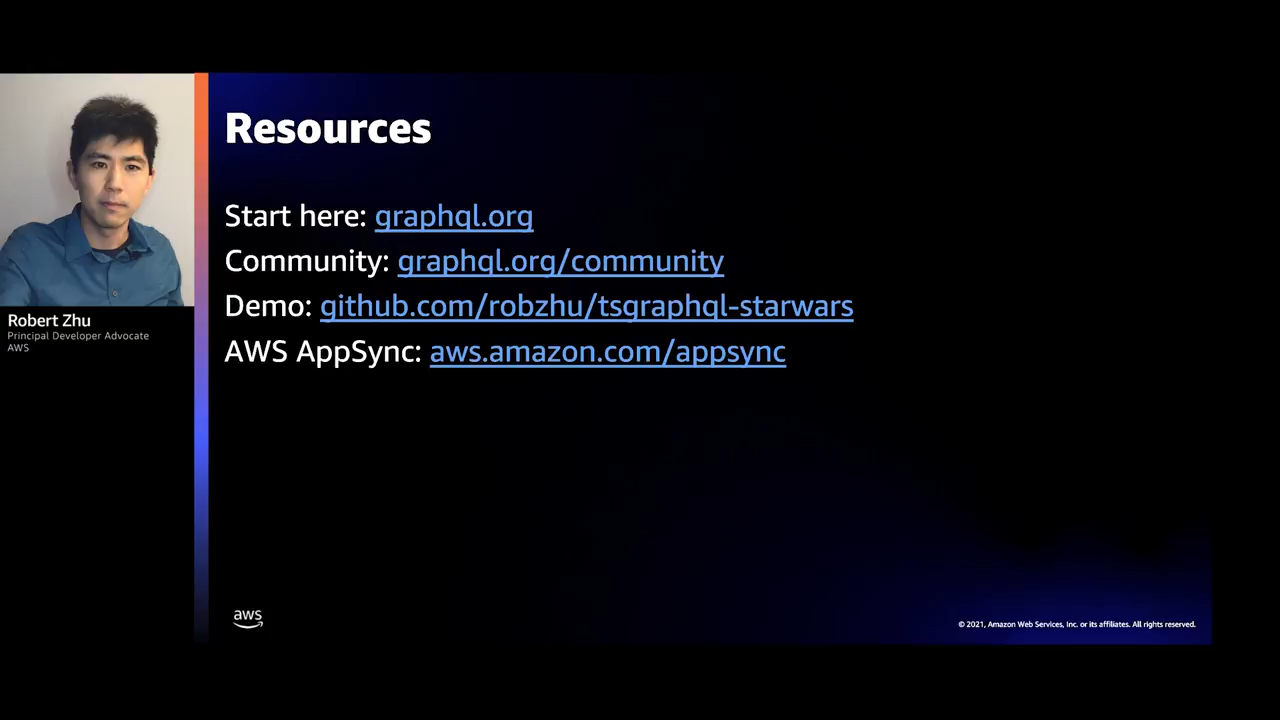 Resources
Start here: graphql.org
Community: graphql.org/community
Demo: github.com/robzhu/tsgraphql-starwars
AWS AppSync: aws.amazon.com/appsync
Robert Zhu
Principal Developer Advocate
AWS
aws
© 2021, Amazon Web Services, Inc. or its affiliates. All rights reserved.